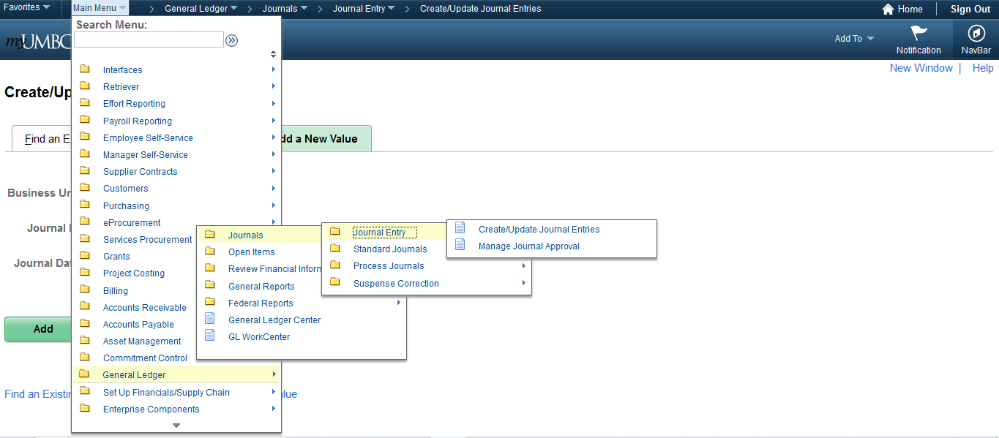 Favorites Main Menu General Ledger Journals Journal Entry Create/Update Journal Entries Home Sign Out
Search Menu:
myUMBC
Add To Notification NavBar
New Window | Help
Create/Up
Find an E
dd a New Value
Business Un
Journal I
Journal Dat
Add
Find an Existin
alue
Interfaces
Retriever
Effort Reporting
Payroll Reporting
Employee Self-Service
Manager Self-Service
Supplier Contracts
Customers
Purchasing
eProcurement
Services Procurement
Grants
Project Costing
Billing
Accounts Receivable
Accounts Payable
Asset Management
Commitment Control
General Ledger
Set Up Financials/Supply Chain
Enterprise Components
Journals
Open Items
Review Financial Inform
General Reports
Federal Reports
General Ledger Center
GL WorkCenter
Journal Entry
Standard Journals
Process Journals
Suspense Correction
Create/Update Journal Entries
Manage Journal Approval